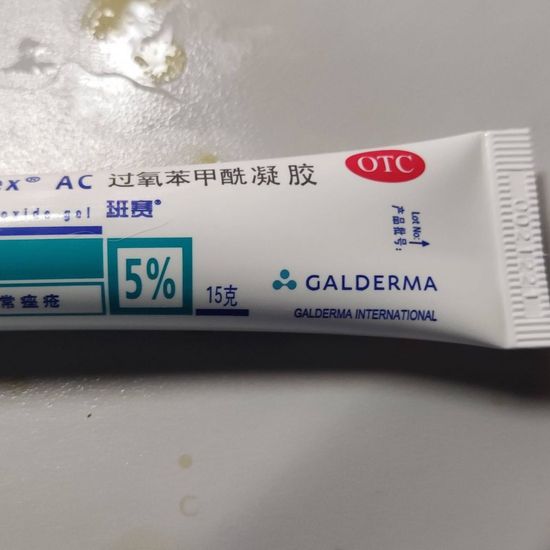 ex® AC 过氧苯甲酰凝胶
oxide gel 班赛®
OTC
5%
15克
常痤疮
GALDERMA
GALDERMA INTERNATIONAL
Lot No:
产品批号: